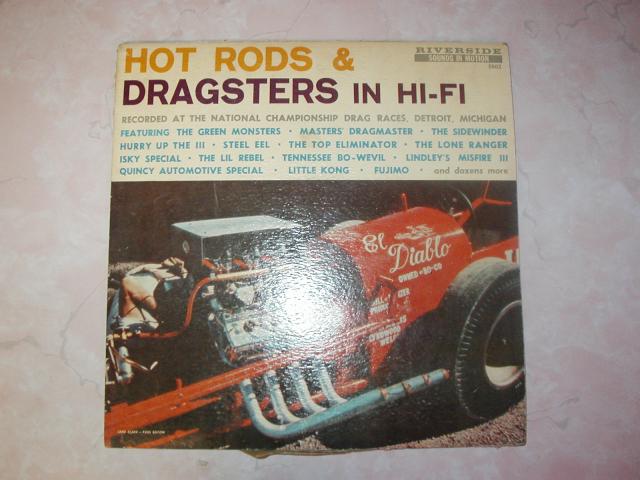 HOT RODS &
DRAGSTERS IN HI-FI
RIVERSIDE
SOUNDS IN MOTION
RECORDED AT THE NATIONAL CHAMPIONSHIP DRAG RACES, DETROIT, MICHIGAN
FEATURING THE GREEN MONSTERS • MASTERS' DRAGMASTER • THE SIDEWINDER
HURRY UP THE III • STEEL EEL • THE TOP ELIMINATOR • THE LONE RANGER
ISKY SPECIAL • THE LIL REBEL • TENNESSEE BO-WEVIL • LINDLEY'S MISFIRE III
QUINCY AUTOMOTIVE SPECIAL • LITTLE KONG • FUJIMO • and dozens more
El
Diablo